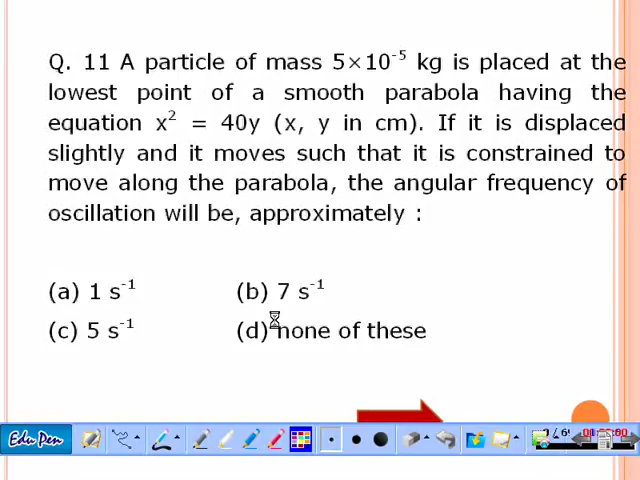 Q. 11 A particle of mass 5×10⁻⁵ kg is placed at the
lowest point of a smooth parabola having the
equation x² = 40y (x, y in cm). If it is displaced
slightly and it moves such that it is constrained to
move along the parabola, the angular frequency of
oscillation will be, approximately :
(a) 1 s⁻¹ (b) 7 s⁻¹
(c) 5 s⁻¹ (d) none of these
Edu Pen